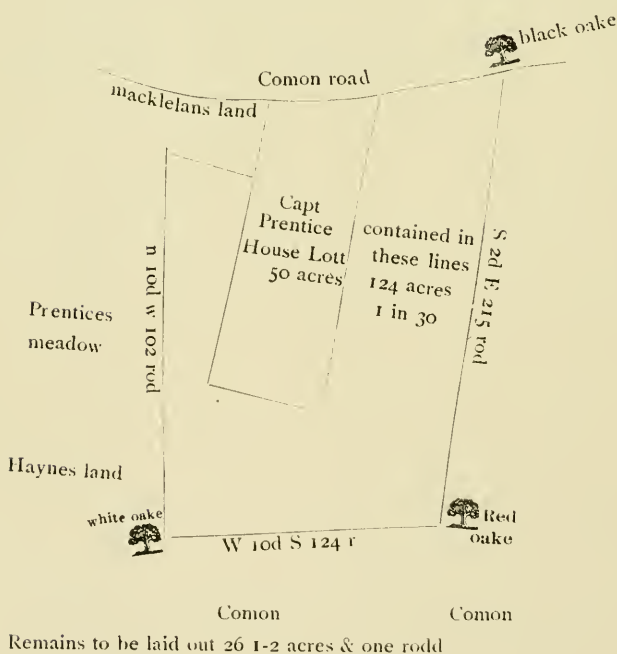 black oake
Comon road
macklelans land
Capt
Prentice
House Lott
50 acres
contained in
these lines
124 acres
1 in 30
S 2d E 215 rod
n 10d w 102 rod
Prentices
meadow
Haynes land
white oake
Red
oake
W 10d S 124 r
Comon
Comon
Remains to be laid out 26 1-2 acres & one rodd